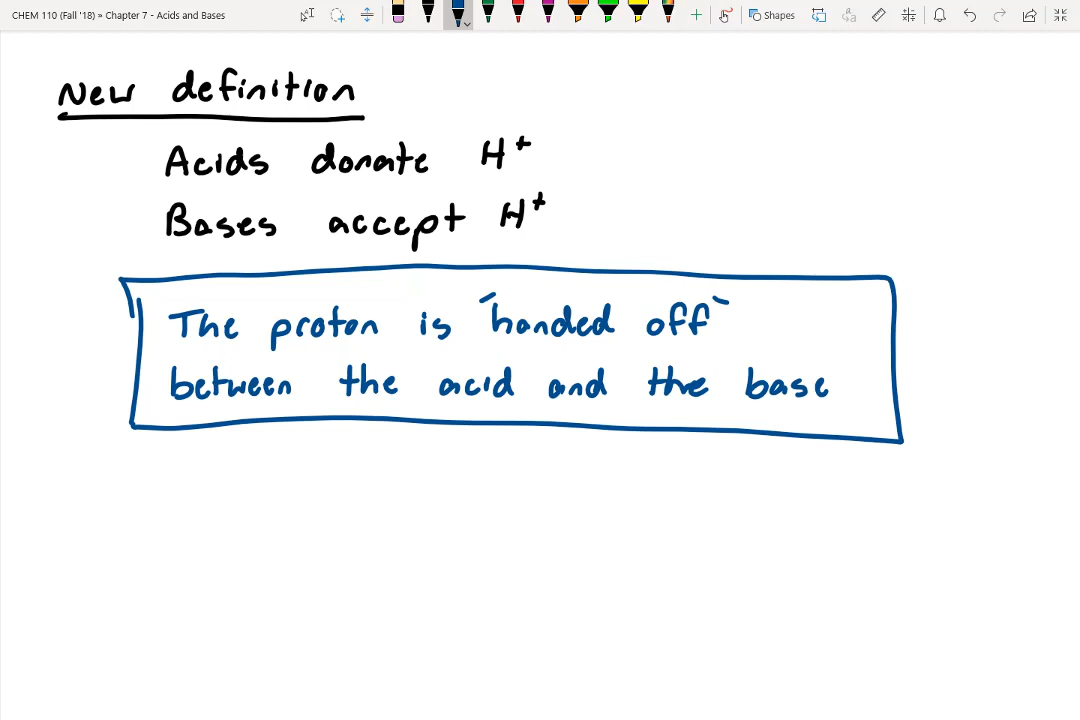 CHEM 110 (Fall '18) » Chapter 7 - Acids and Bases
Shapes
New definition
Acids donate H⁺
Bases accept H⁺
The proton is "handed off"
between the acid and the base